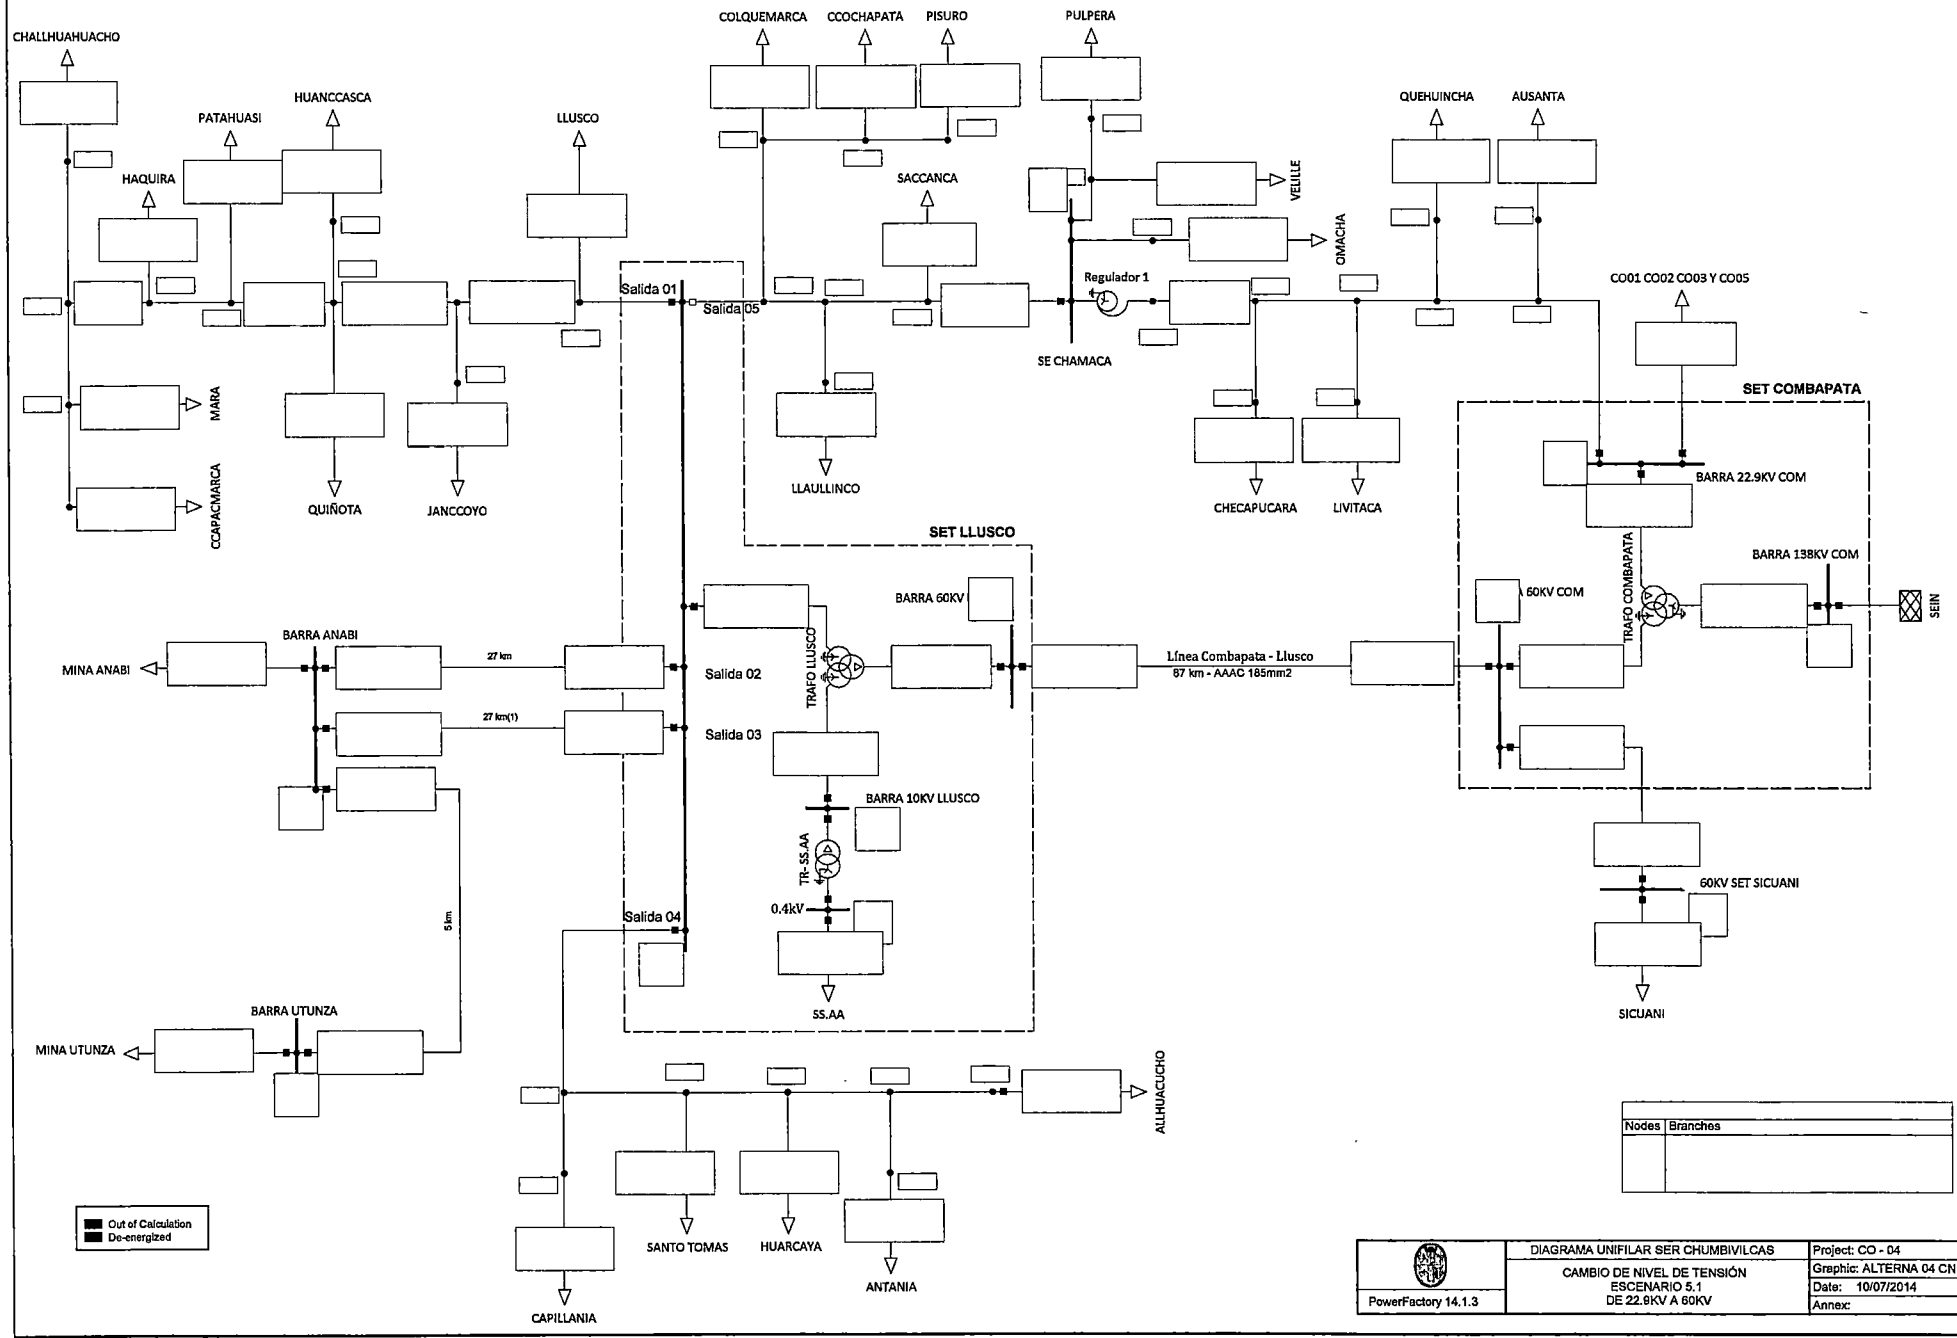 CHALLHUAHUACHO
COLQUEMARCA
CCOCHAPATA
PISURO
PULPERA
HUANCCASCA
PATAHUASI
LLUSCO
QUEHUINCHA
AUSANTA
HAQUIRA
SACCANCA
VELILLE
OMACHA
Salida 01
Salida 05
Regulador 1
CO01 CO02 CO03 Y CO05
SE CHAMACA
SET COMBAPATA
MARA
LLAULLINCO
BARRA 22.9KV COM
QUIÑOTA
JANCCOYO
CHECAPUCARA
LIVITACA
CCAPACMARCA
SET LLUSCO
BARRA 138KV COM
BARRA 60KV
60KV COM
TRAFO COMBAPATA
SEIN
BARRA ANABI
MINA ANABI
27 km
Salida 02
TRAFO LLUSCO
Línea Combapata - Llusco
87 km - AAAC 185mm2
27 km(1)
Salida 03
BARRA 10KV LLUSCO
TR- SS.AA
60KV SET SICUANI
5 km
Salida 04
0.4kV
SS.AA
SICUANI
BARRA UTUNZA
MINA UTUNZA
ALLHUACUCHO
Nodes Branches
Out of Calculation
De-energized
SANTO TOMAS
HUARCAYA
ANTANIA
CAPILLANIA
PowerFactory 14.1.3
DIAGRAMA UNIFILAR SER CHUMBIVILCAS
CAMBIO DE NIVEL DE TENSIÓN
ESCENARIO 5.1
DE 22.9KV A 60KV
Project: CO - 04
Graphic: ALTERNA 04 CN
Date: 10/07/2014
Annex: